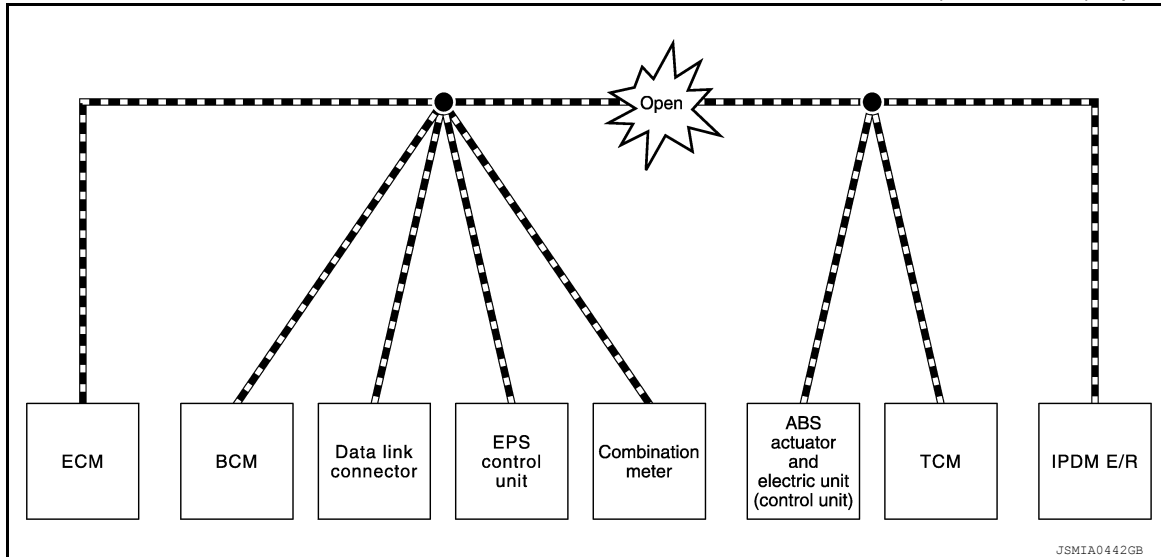 Open
ECM
BCM
Data link
connector
EPS
control
unit
Combination
meter
ABS
actuator
and
electric unit
(control unit)
TCM
IPDM E/R
JSMIA0442GB